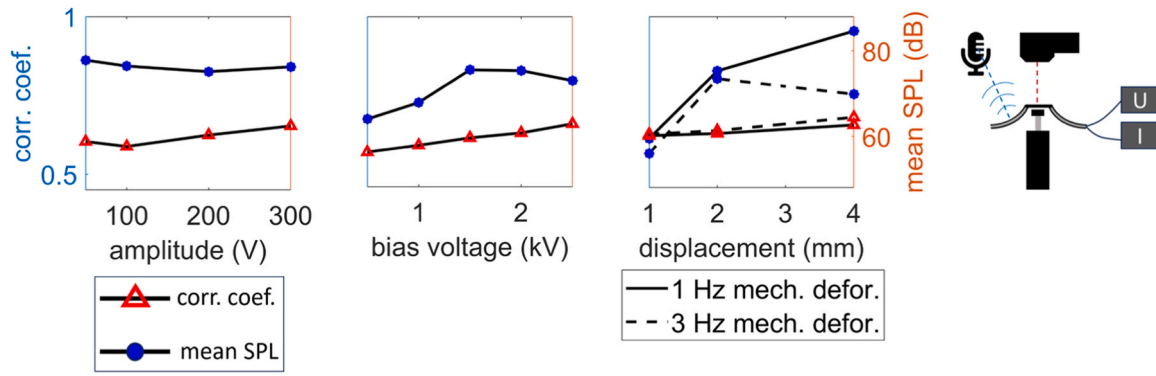 1
corr. coef.
0.5
100 200 300
amplitude (V)
1 2
bias voltage (kV)
1 2 3 4
displacement (mm)
80
60
mean SPL (dB)
U
I
corr. coef.
mean SPL
1 Hz mech. defor.
3 Hz mech. defor.